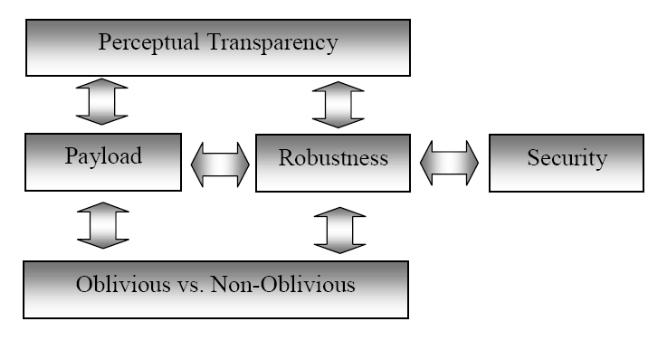 Perceptual Transparency
Payload
Robustness
Security
Oblivious vs. Non-Oblivious